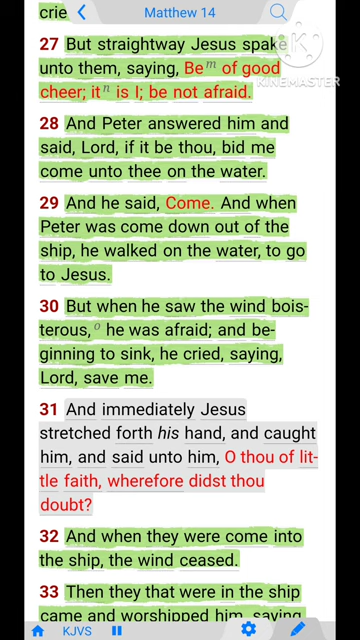 Matthew 14
crie
27 But straightway Jesus spake
unto them, saying, Be m of good
cheer; it n is I; be not afraid.
KINEMASTER
28 And Peter answered him and
said, Lord, if it be thou, bid me
come unto thee on the water.
29 And he said, Come. And when
Peter was come down out of the
ship, he walked on the water, to go
to Jesus.
30 But when he saw the wind bois-
terous, o he was afraid; and be-
ginning to sink, he cried, saying,
Lord, save me.
31 And immediately Jesus
stretched forth his hand, and caught
him, and said unto him, O thou of lit-
tle faith, wherefore didst thou
doubt?
32 And when they were come into
the ship, the wind ceased.
33 Then they that were in the ship
came and worshipped him, saying
KJVS